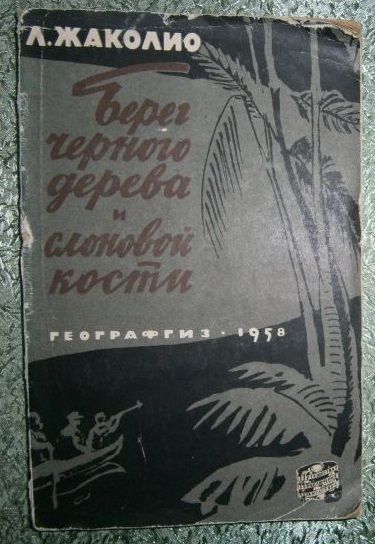 Л. ЖАКОЛИО
Берег
черного
дерева
и
слоновой
кости
ГЕОГРАФГИЗ · 1958